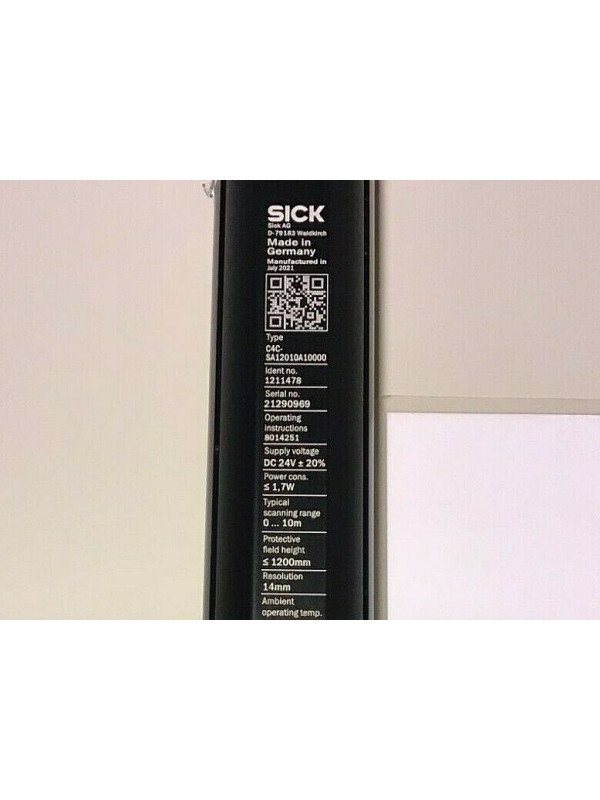 SICK
Sick AG
D-79183 Waldkirch
Made in
Germany
Manufactured in
July 2021
Type
C4C-
SA12010A10000
Ident no.
1211478
Serial no.
21290969
Operating
instructions
8014251
Supply voltage
DC 24V ± 20%
Power cons.
≤ 1,7W
Typical
scanning range
0 ... 10m
Protective
field height
≤ 1200mm
Resolution
14mm
Ambient
operating temp.